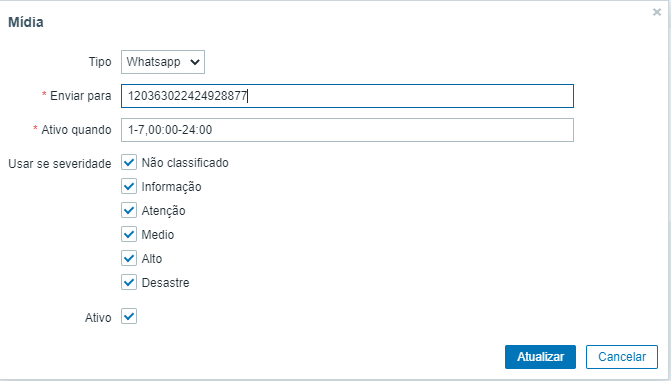 Mídia
Tipo Whatsapp
* Enviar para 120363022424928877
* Ativo quando 1-7,00:00-24:00
Usar se severidade Não classificado
Informação
Atenção
Medio
Alto
Desastre
Ativo
Atualizar Cancelar